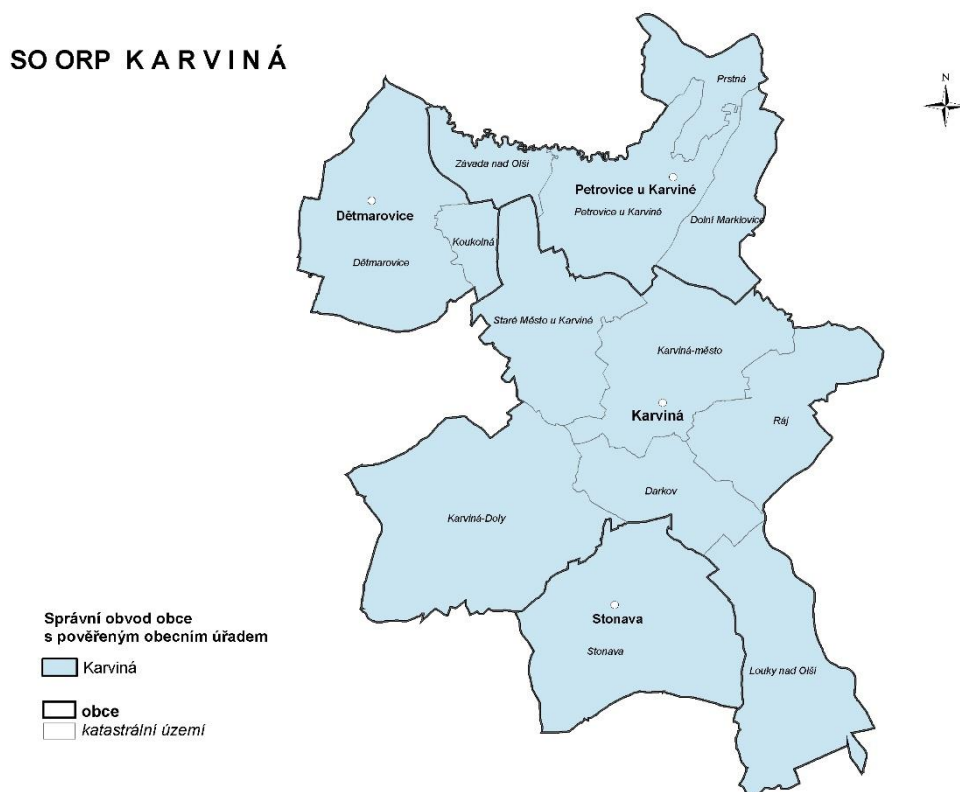 SO ORP K A R V I N Á
N
Prstná
Závada nad Olší
Petrovice u Karviné
Petrovice u Karviné
Dolní Marklovice
Dětmarovice
Dětmarovice
Koukolná
Staré Město u Karviné
Karviná-město
Karviná
Ráj
Darkov
Karviná-Doly
Stonava
Stonava
Louky nad Olší
Správní obvod obce
s pověřeným obecním úřadem
Karviná
obce
katastrální území